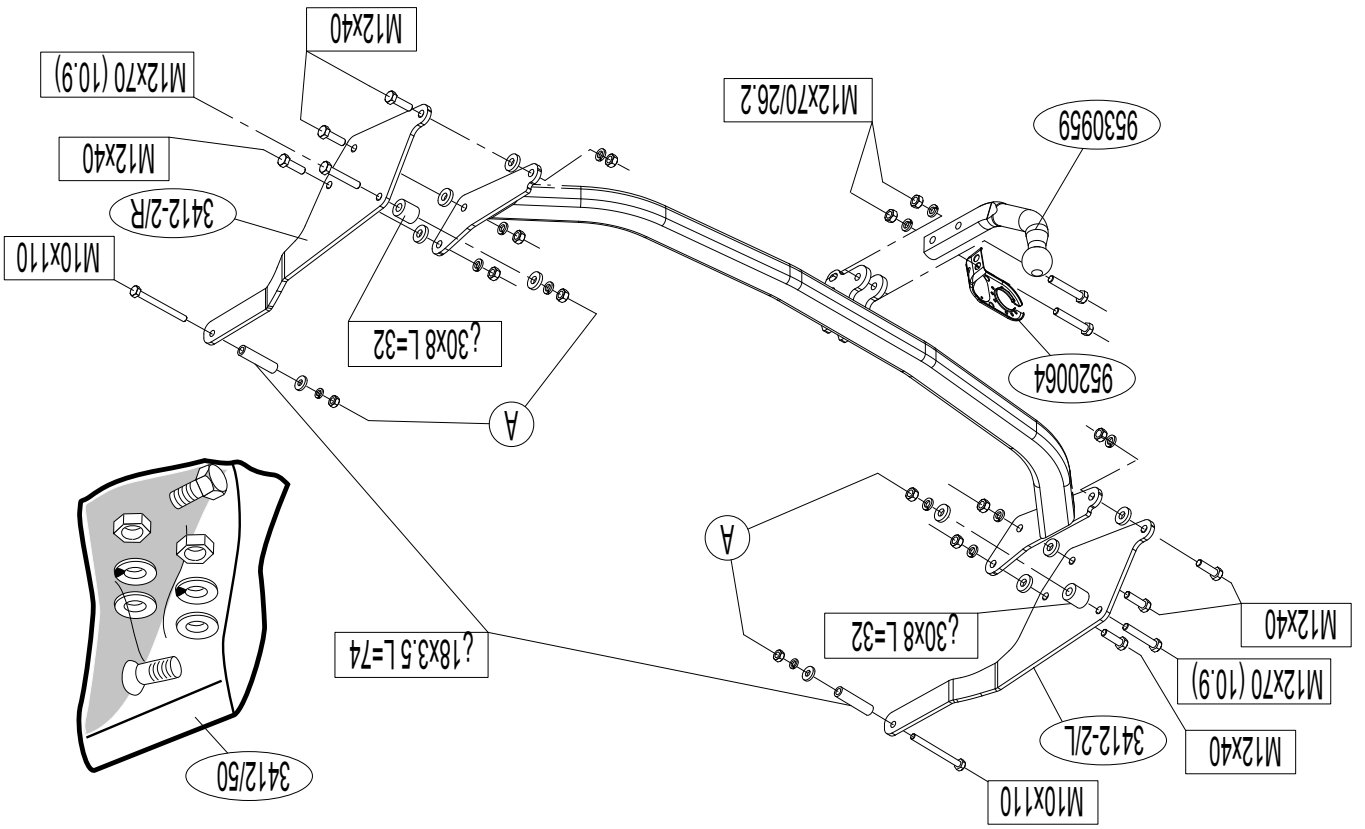 M10x110
3412/50
M12x40
3412-2/L
M12x70 (10.9)
¿18x3.5 L=74
¿30x8 L=32
M12x40
A
A
9520064
¿30x8 L=32
M10x110
3412-2/R
M12x40
9530959
M12x70/26.2
M12x70 (10.9)
M12x40